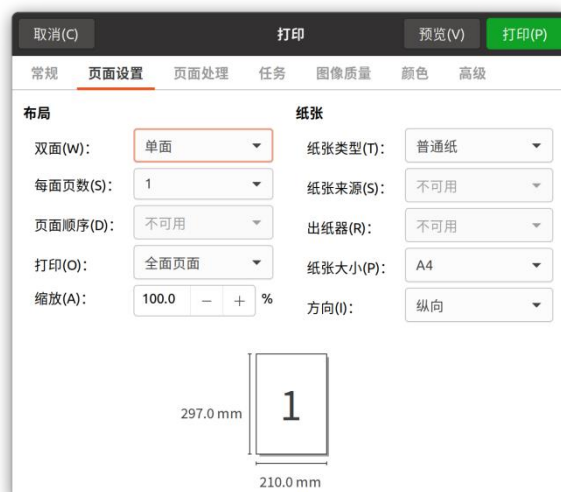 取消(C) 打印 预览(V) 打印(P)
常规 页面设置 页面处理 任务 图像质量 颜色 高级
布局
双面(W): 单面
每面页数(S): 1
页面顺序(D): 不可用
打印(O): 全面页面
缩放(A): 100.0 − + %
纸张
纸张类型(T): 普通纸
纸张来源(S): 不可用
出纸器(R): 不可用
纸张大小(P): A4
方向(I): 纵向
297.0 mm
1
210.0 mm